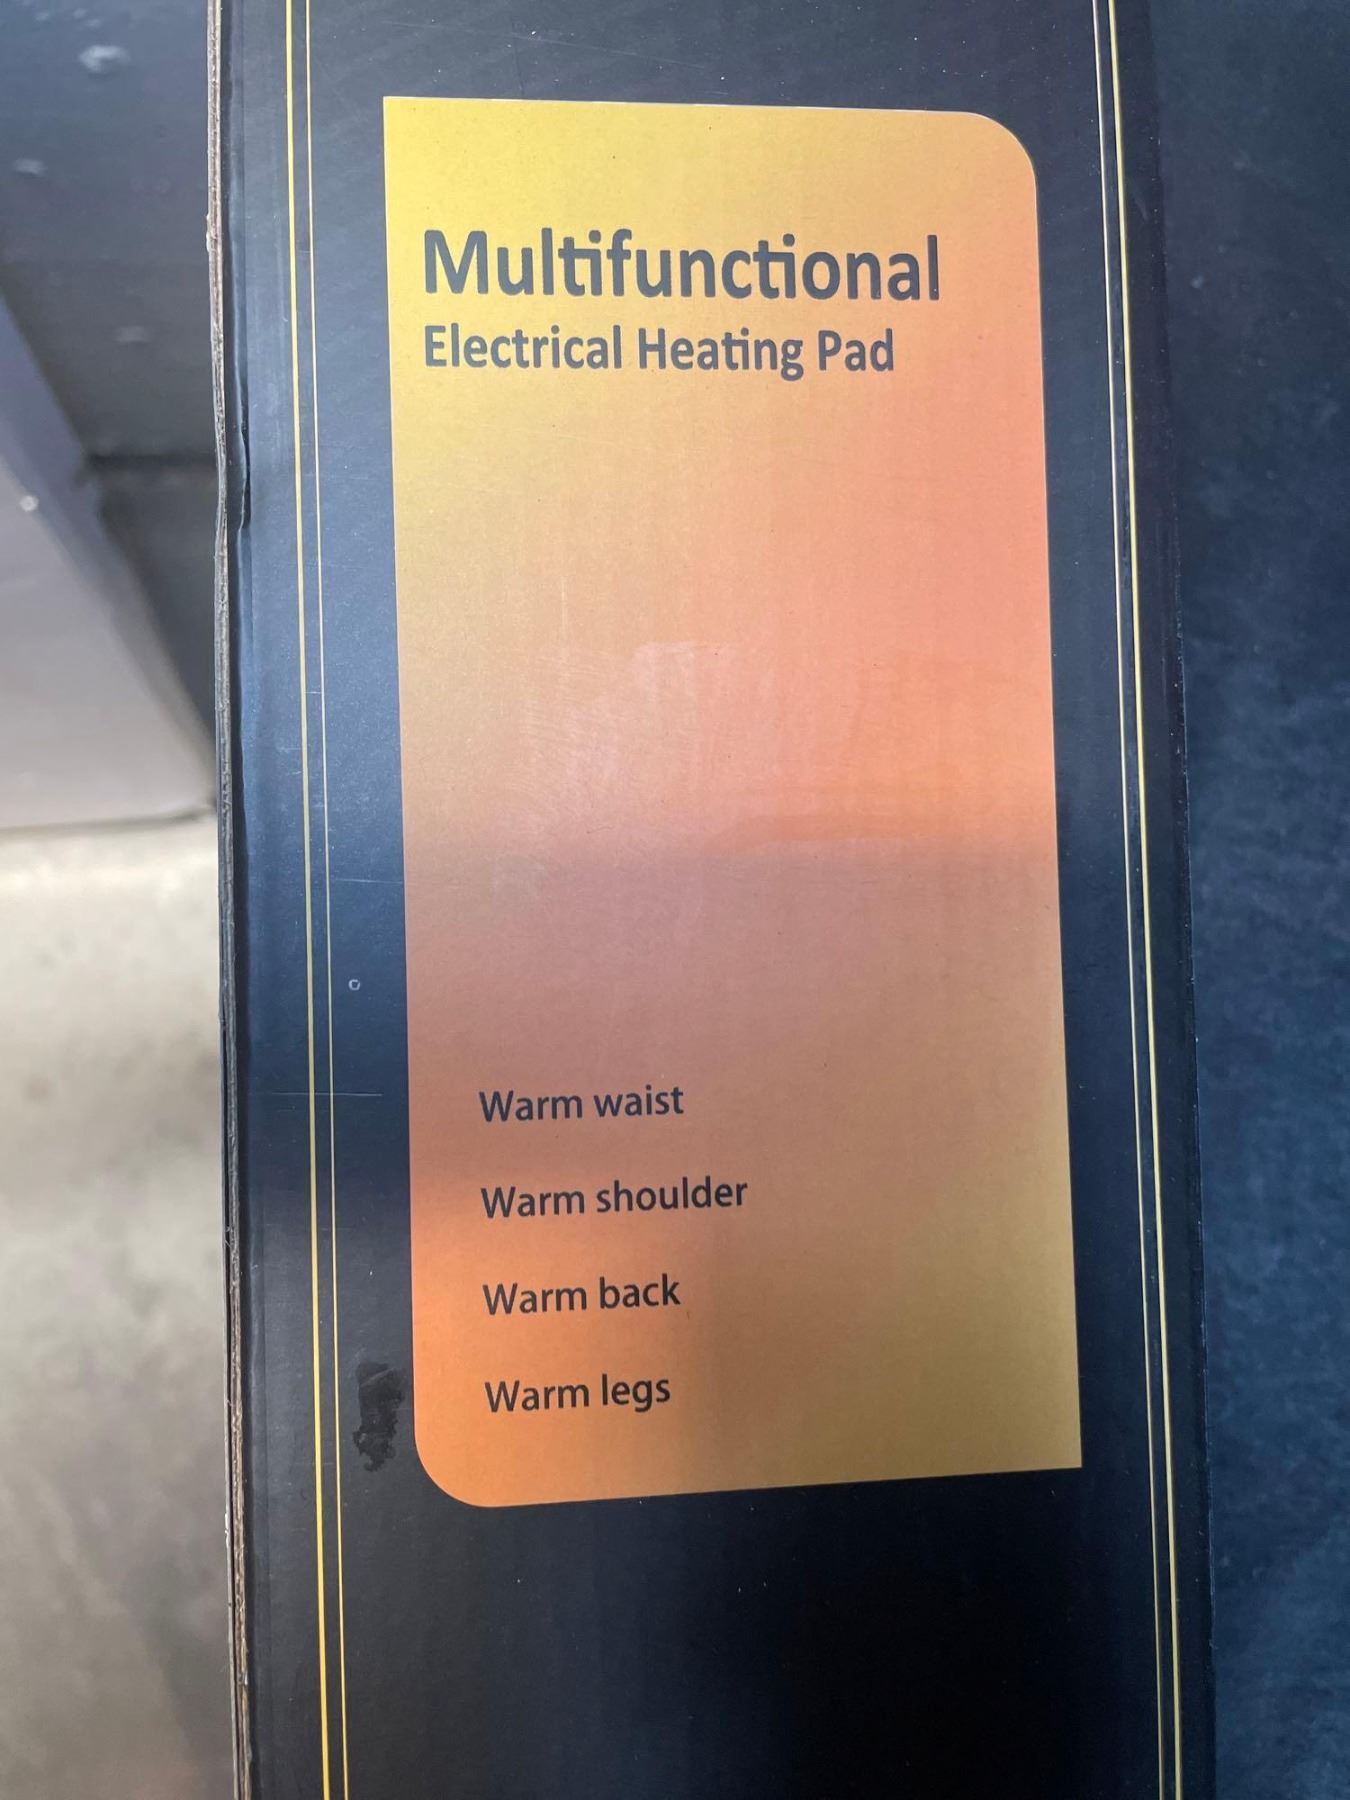 Multifunctional
Electrical Heating Pad
Warm waist
Warm shoulder
Warm back
Warm legs